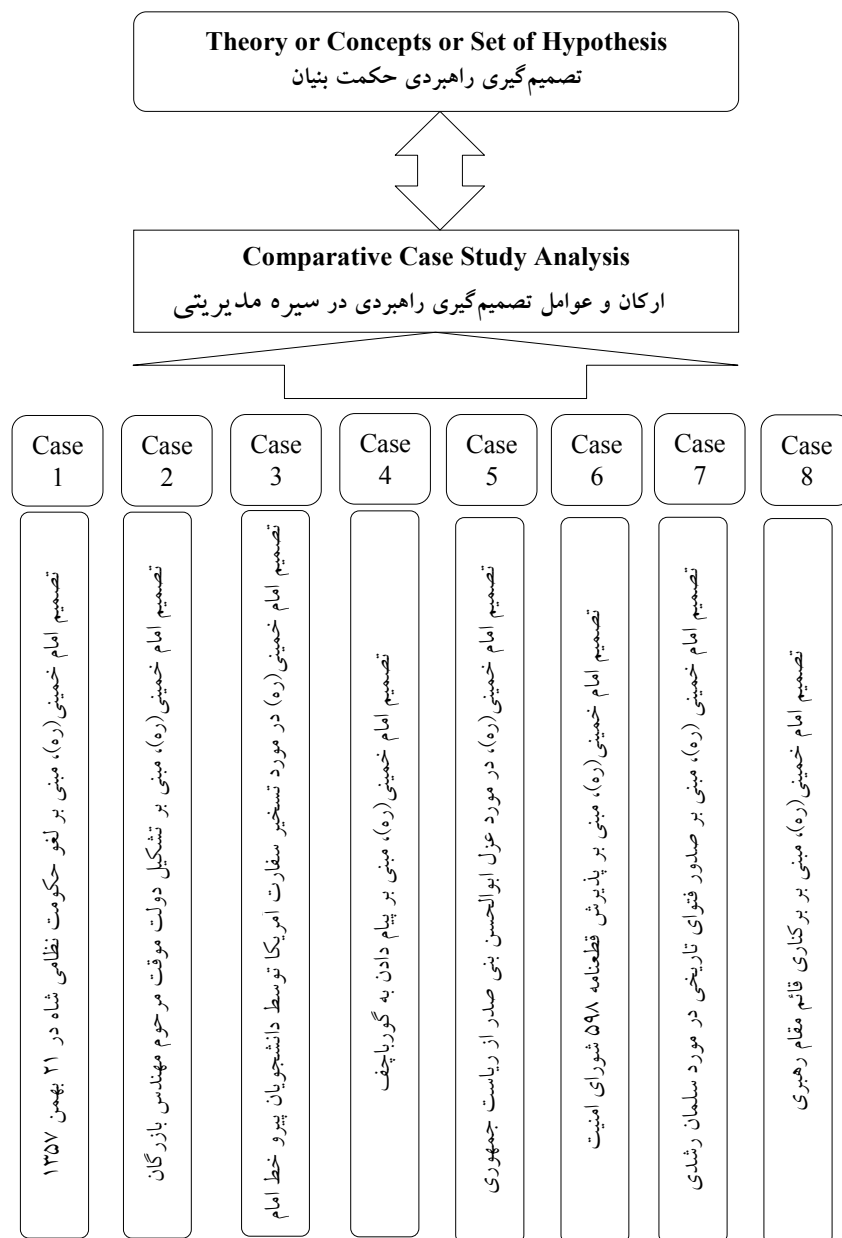 Theory or Concepts or Set of Hypothesis
تصمیم‌گیری راهبردی حکمت بنیان
Comparative Case Study Analysis
ارکان و عوامل تصمیم‌گیری راهبردی در سیره مدیریتی
Case
1
Case
2
Case
3
Case
4
Case
5
Case
6
Case
7
Case
8
تصمیم امام خمینی(ره)، مبنی بر لغو حکومت نظامی شاه در ۲۱ بهمن ۱۳۵۷
تصمیم امام خمینی(ره)، مبنی بر تشکیل دولت موقت مرحوم مهندس بازرگان
تصمیم امام خمینی(ره) در مورد تسخیر سفارت آمریکا توسط دانشجویان پیرو خط امام
تصمیم امام خمینی(ره)، مبنی بر پیام دادن به گورباچف
تصمیم امام خمینی(ره)، در مورد عزل ابوالحسن بنی صدر از ریاست جمهوری
تصمیم امام خمینی(ره)، مبنی بر پذیرش قطعنامه ۵۹۸ شورای امنیت
تصمیم امام خمینی (ره)، مبنی بر صدور فتوای تاریخی در مورد سلمان رشدی
تصمیم امام خمینی(ره)، مبنی بر برکناری قائم مقام رهبری